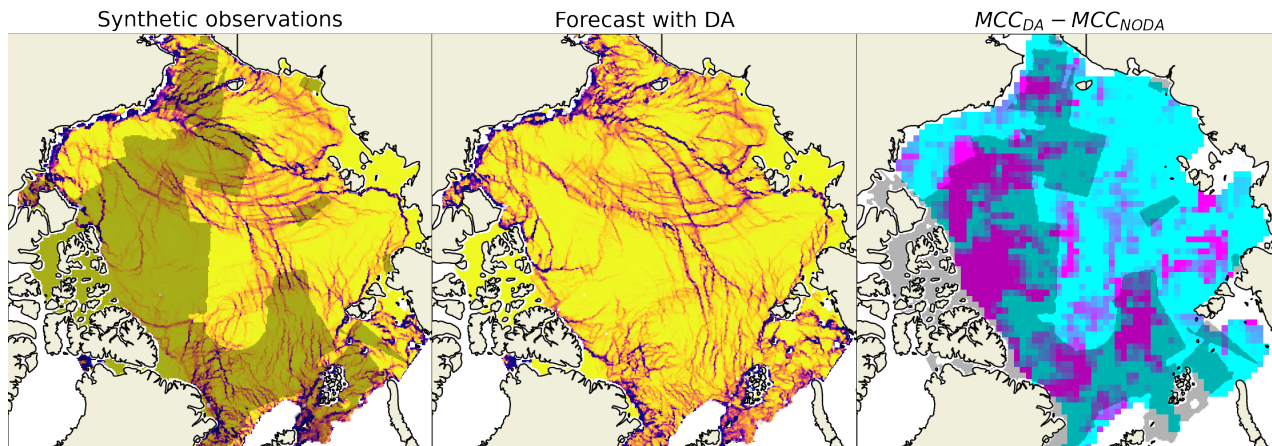 Synthetic observations
Forecast with DA
MCC_DA − MCC_NODA